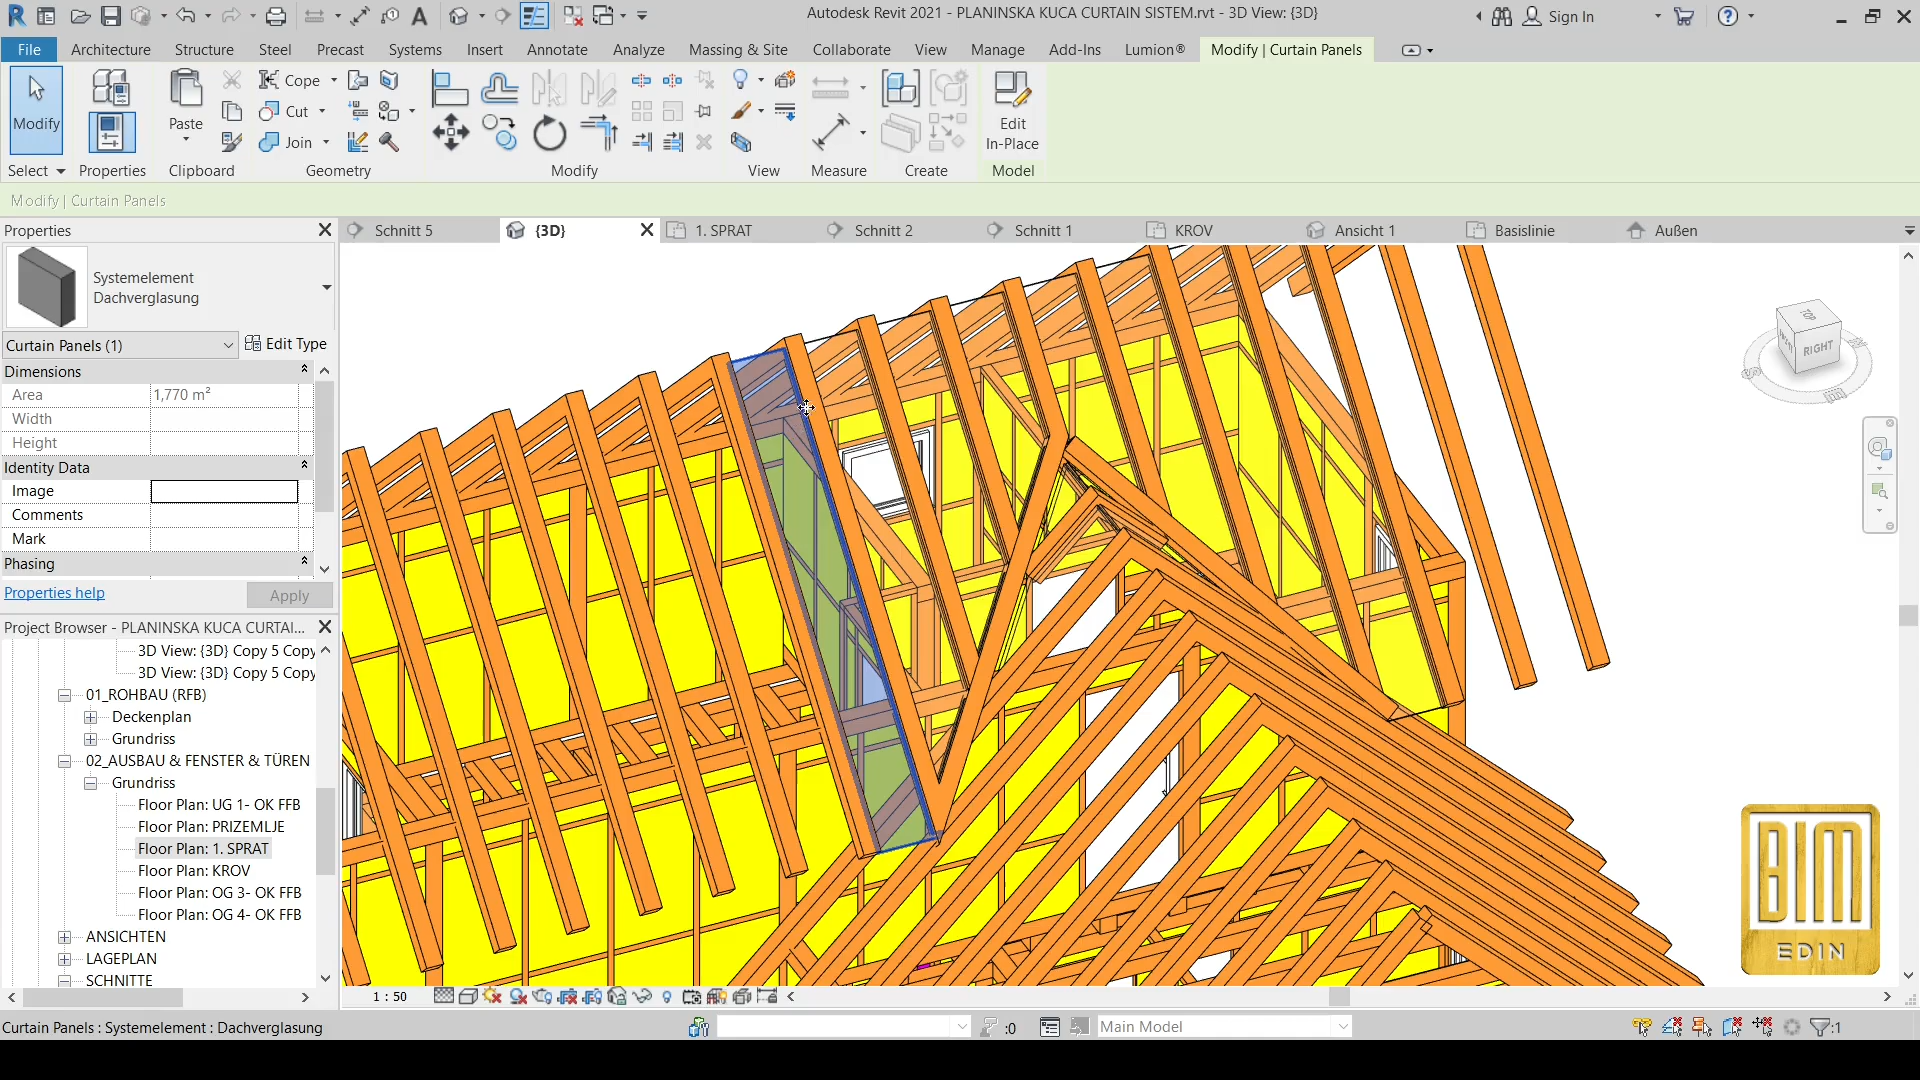 Autodesk Revit 2021 - PLANINSKA KUCA CURTAIN SISTEM.rvt - 3D View: {3D}
Sign In
File Architecture Structure Steel Precast Systems Insert Annotate Analyze Massing & Site Collaborate View Manage Add-Ins Lumion® Modify | Curtain Panels
Modify
Paste
Cope
Cut
Join
Edit
In-Place
Select Properties Clipboard Geometry Modify View Measure Create Model
Modify | Curtain Panels
Properties
Schnitt 5 {3D} 1. SPRAT Schnitt 2 Schnitt 1 KROV Ansicht 1 Basislinie Außen
Systemelement
Dachverglasung
Curtain Panels (1) Edit Type
Dimensions
Area 1,770 m²
Width
Height
Identity Data
Image
Comments
Mark
Phasing
Properties help Apply
Project Browser - PLANINSKA KUCA CURTAI...
3D View: {3D} Copy 5 Copy
3D View: {3D} Copy 5 Copy
01_ROHBAU (RFB)
Deckenplan
Grundriss
02_AUSBAU & FENSTER & TÜREN
Grundriss
Floor Plan: UG 1- OK FFB
Floor Plan: PRIZEMLJE
Floor Plan: 1. SPRAT
Floor Plan: KROV
Floor Plan: OG 3- OK FFB
Floor Plan: OG 4- OK FFB
ANSICHTEN
LAGEPLAN
SCHNITTE
TOP
RIGHT
BIM
EDIN
1 : 50
Curtain Panels : Systemelement : Dachverglasung
:0
Main Model
:1